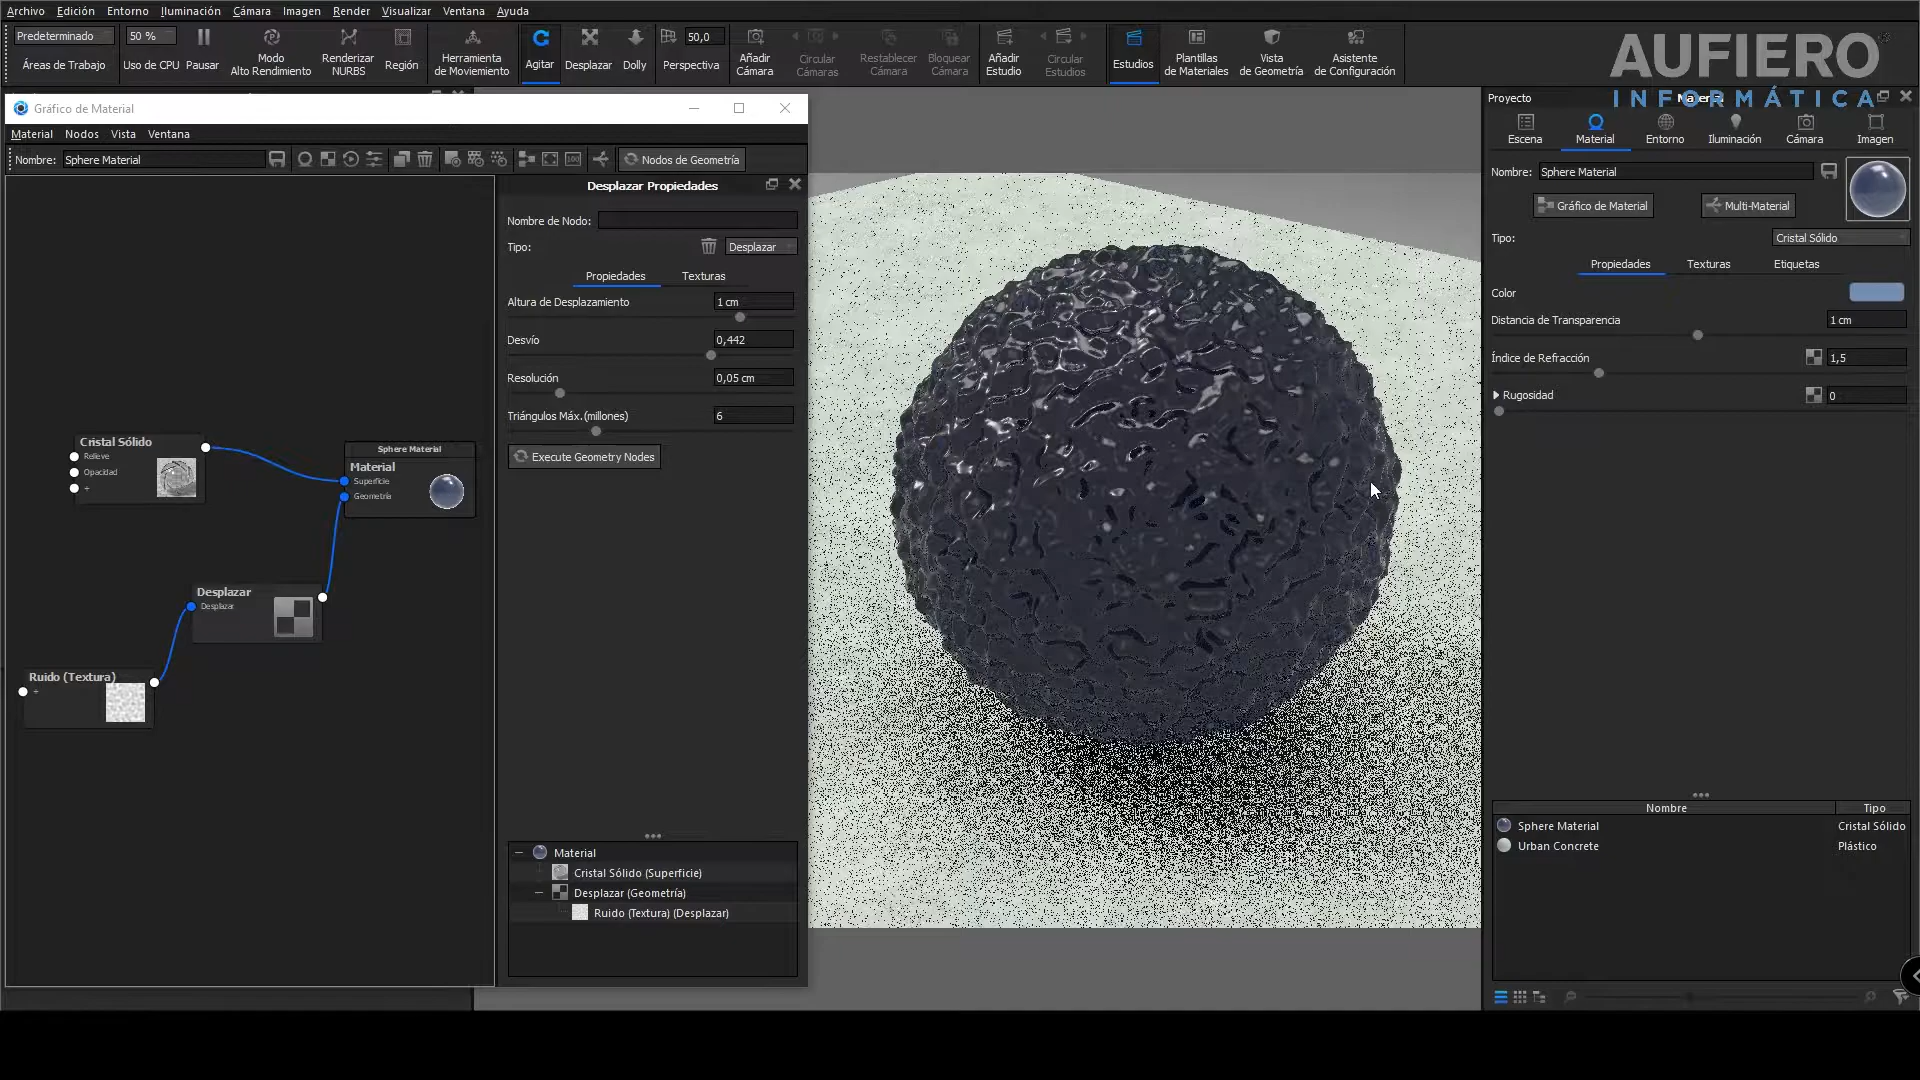 Archivo Edición Entorno Iluminación Cámara Imagen Render Visualizar Ventana Ayuda
Predeterminado
Áreas de Trabajo
50 %
Uso de CPU
Pausar
Modo
Alto Rendimiento
Renderizar
NURBS
Región
Herramienta
de Movimiento
Agitar
Desplazar
Dolly
50,0
Perspectiva
Añadir
Cámara
Circular
Cámaras
Restablecer
Cámara
Bloquear
Cámara
Añadir
Estudio
Circular
Estudios
Estudios
Plantillas
de Materiales
Vista
de Geometría
Asistente
de Configuración
AUFIERO
INFORMÁTICA
Gráfico de Material
Material Nodos Vista Ventana
Nombre: Sphere Material
100
Nodos de Geometría
Cristal Sólido
Relieve
Opacidad
+
Sphere Material
Material
Superficie
Geometría
Desplazar
Desplazar
Ruido (Textura)
+
Desplazar Propiedades
Nombre de Nodo:
Tipo: Desplazar
Propiedades Texturas
Altura de Desplazamiento 1 cm
Desvío 0,442
Resolución 0,05 cm
Triángulos Máx.(millones) 6
Execute Geometry Nodes
Material
Cristal Sólido (Superficie)
Desplazar (Geometría)
Ruido (Textura) (Desplazar)
Proyecto
Escena Material Entorno Iluminación Cámara Imagen
Nombre: Sphere Material
Gráfico de Material Multi-Material
Tipo: Cristal Sólido
Propiedades Texturas Etiquetas
Color
Distancia de Transparencia 1 cm
Índice de Refracción 1,5
Rugosidad 0
Nombre Tipo
Sphere Material Cristal Sólido
Urban Concrete Plástico